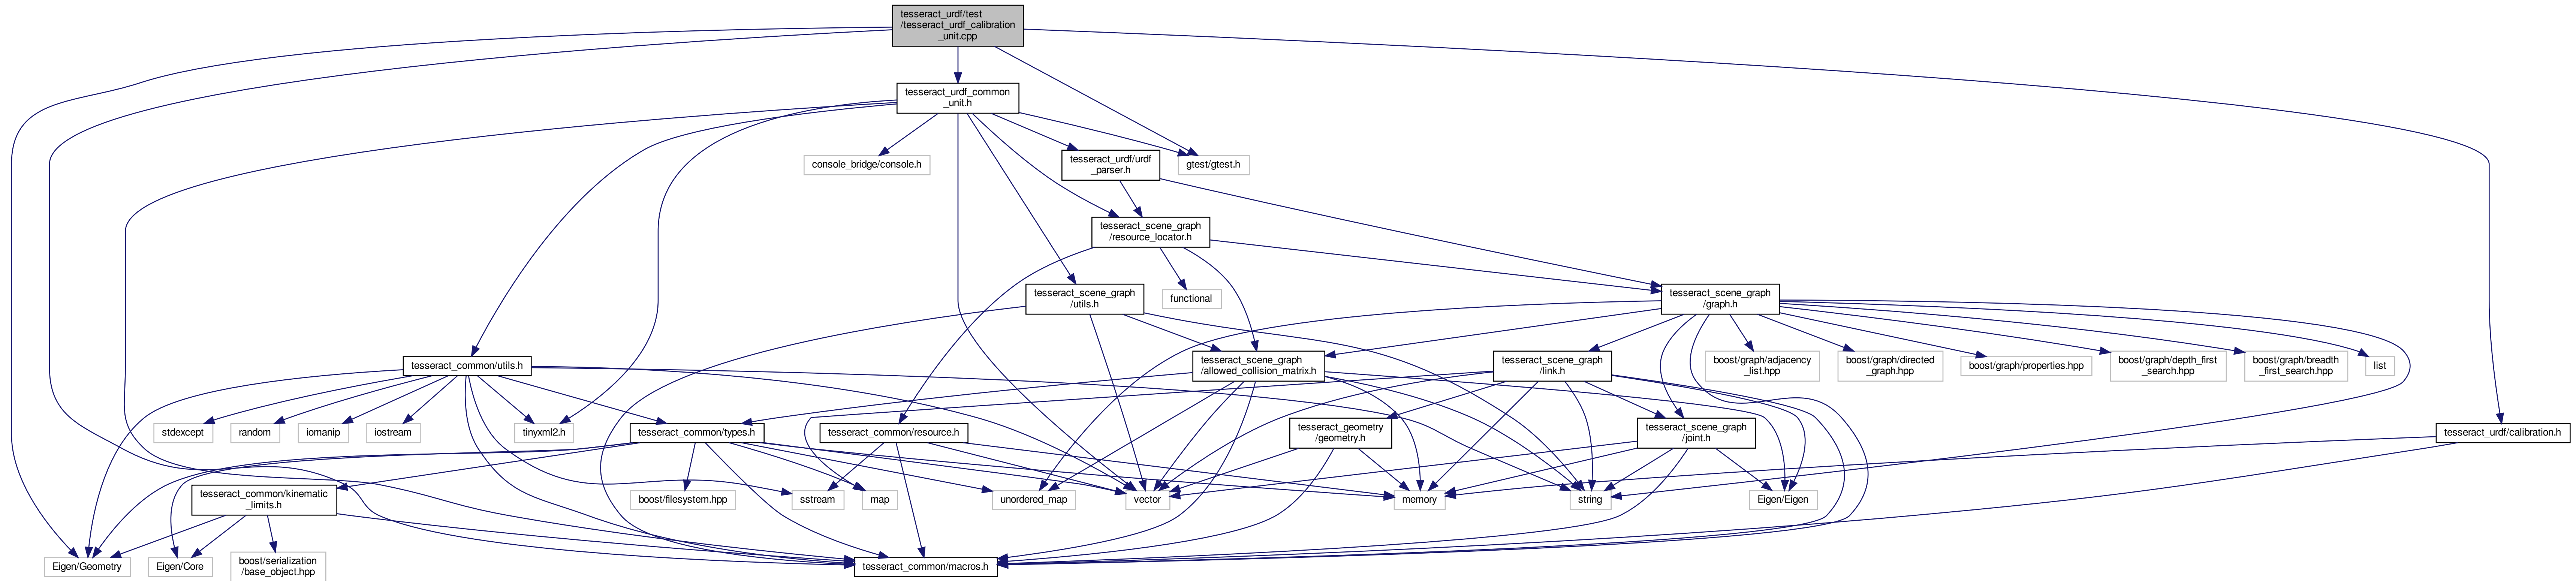 tesseract_urdf/test
/tesseract_urdf_calibration
_unit.cpp
tesseract_urdf_common
_unit.h
console_bridge/console.h
tesseract_urdf/urdf
_parser.h
gtest/gtest.h
tesseract_scene_graph
/resource_locator.h
tesseract_scene_graph
/utils.h
functional
tesseract_scene_graph
/graph.h
tesseract_common/utils.h
tesseract_scene_graph
/allowed_collision_matrix.h
tesseract_scene_graph
/link.h
boost/graph/adjacency
_list.hpp
boost/graph/directed
_graph.hpp
boost/graph/properties.hpp
boost/graph/depth_first
_search.hpp
boost/graph/breadth
_first_search.hpp
list
stdexcept
random
iomanip
iostream
tinyxml2.h
tesseract_common/types.h
tesseract_common/resource.h
tesseract_geometry
/geometry.h
tesseract_scene_graph
/joint.h
tesseract_urdf/calibration.h
tesseract_common/kinematic
_limits.h
boost/filesystem.hpp
sstream
map
unordered_map
vector
memory
string
Eigen/Eigen
Eigen/Geometry
Eigen/Core
boost/serialization
/base_object.hpp
tesseract_common/macros.h